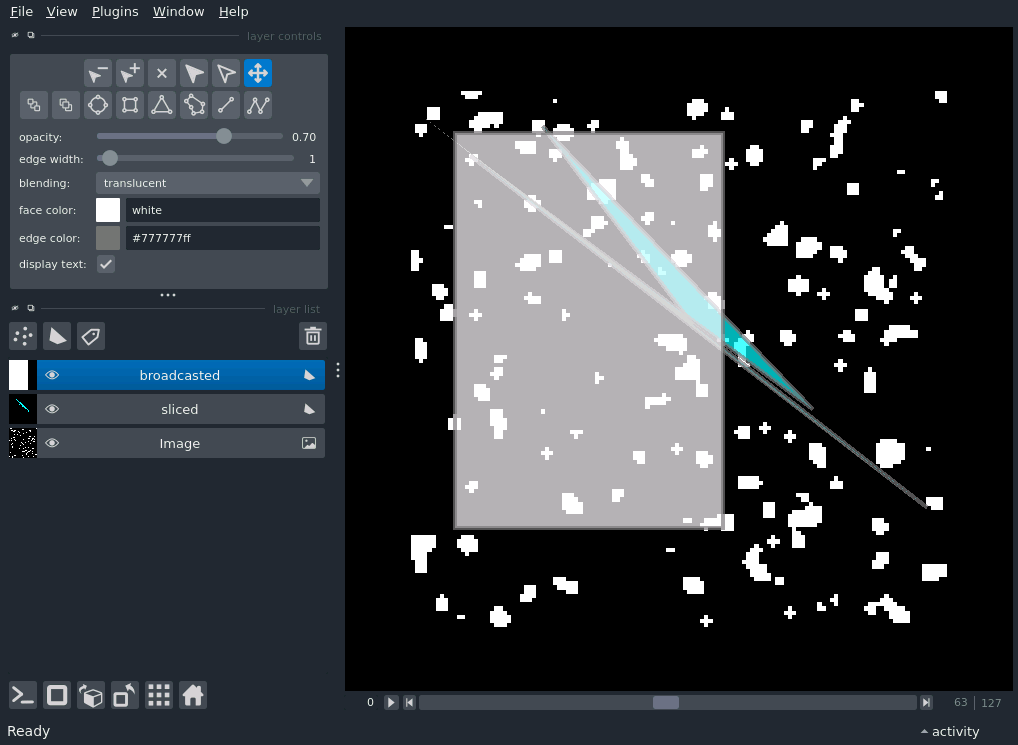 File View Plugins Window Help
layer controls
opacity: 0.70
edge width: 1
blending: translucent
face color: white
edge color: #777777ff
display text:
layer list
broadcasted
sliced
Image
0 63 127
Ready activity